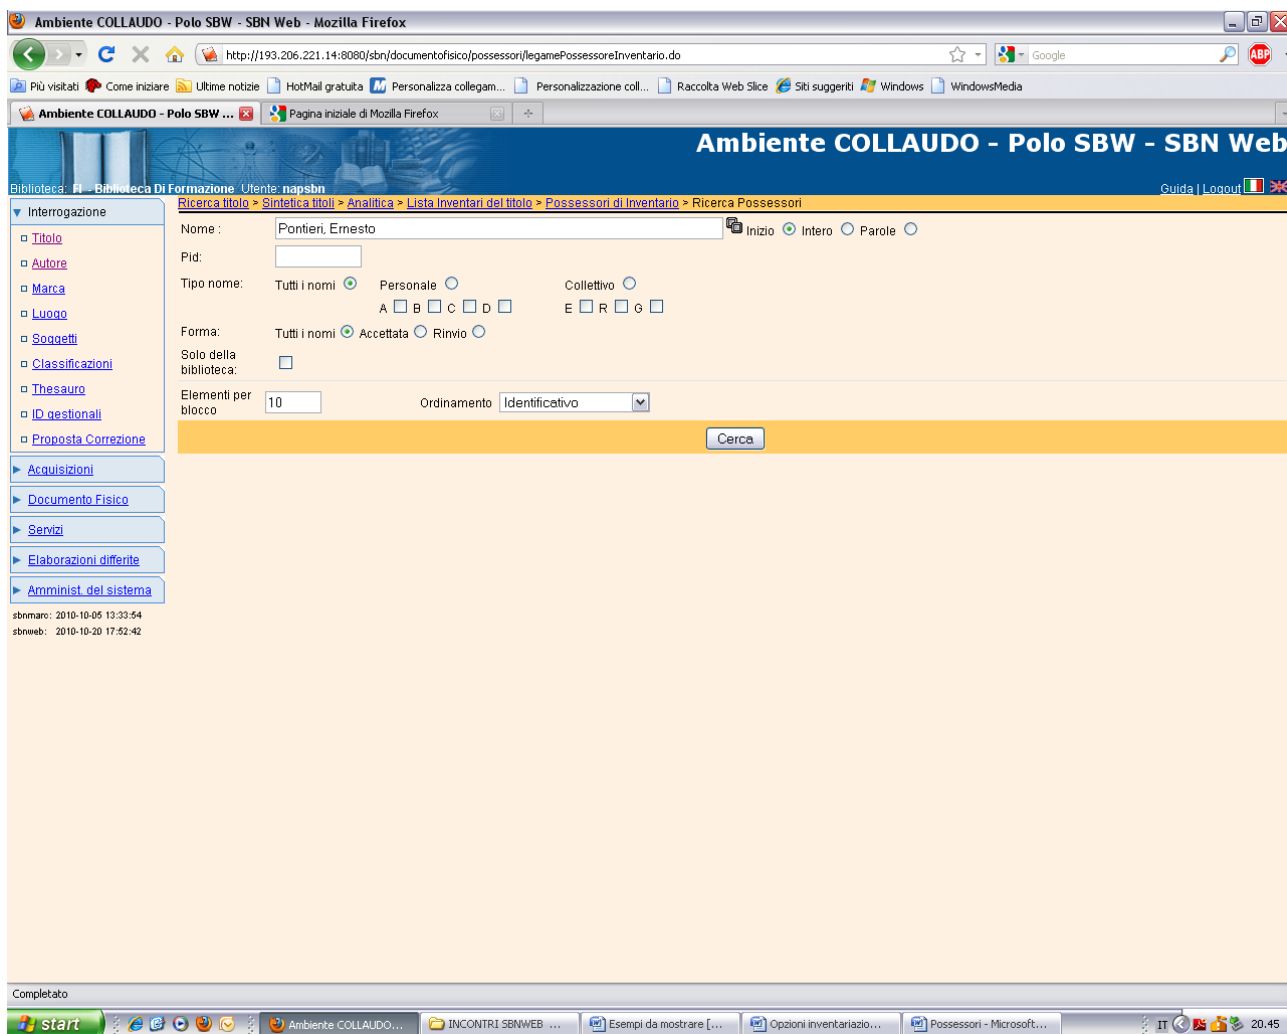 Ambiente COLLAUDO - Polo SBW - SBN Web - Mozilla Firefox
http://193.206.221.14:8080/sbn/documentofisico/possessori/legamePossessoreInventario.do
Google
ABP
Più visitati Come iniziare Ultime notizie HotMail gratuita Personalizza collegam... Personalizzazione coll... Raccolta Web Slice Siti suggeriti Windows WindowsMedia
Ambiente COLLAUDO - Polo SBW ... Pagina iniziale di Mozilla Firefox
Ambiente COLLAUDO - Polo SBW - SBN Web
Biblioteca: FI - Biblioteca Di Formazione Utente: napsbn
Guida | Logout
Ricerca titolo > Sintetica titoli > Analitica > Lista Inventari del titolo > Possessori di Inventario > Ricerca Possessori
Interrogazione
Titolo
Autore
Marca
Luogo
Soggetti
Classificazioni
Thesauro
ID gestionali
Proposta Correzione
Acquisizioni
Documento Fisico
Servizi
Elaborazioni differite
Amminist. del sistema
sbnmarc: 2010-10-05 13:33:54
sbnweb: 2010-10-20 17:52:42
Nome : Pontieri, Ernesto Inizio Intero Parole
Pid:
Tipo nome: Tutti i nomi Personale Collettivo
A B C D E R G
Forma: Tutti i nomi Accettata Rinvio
Solo della
biblioteca:
Elementi per
blocco 10 Ordinamento Identificativo
Cerca
Completato
start Ambiente COLLAUDO... INCONTRI SBNWEB ... Esempi da mostrare [... Opzioni inventariazio... Possessori - Microsoft... IT 20.45